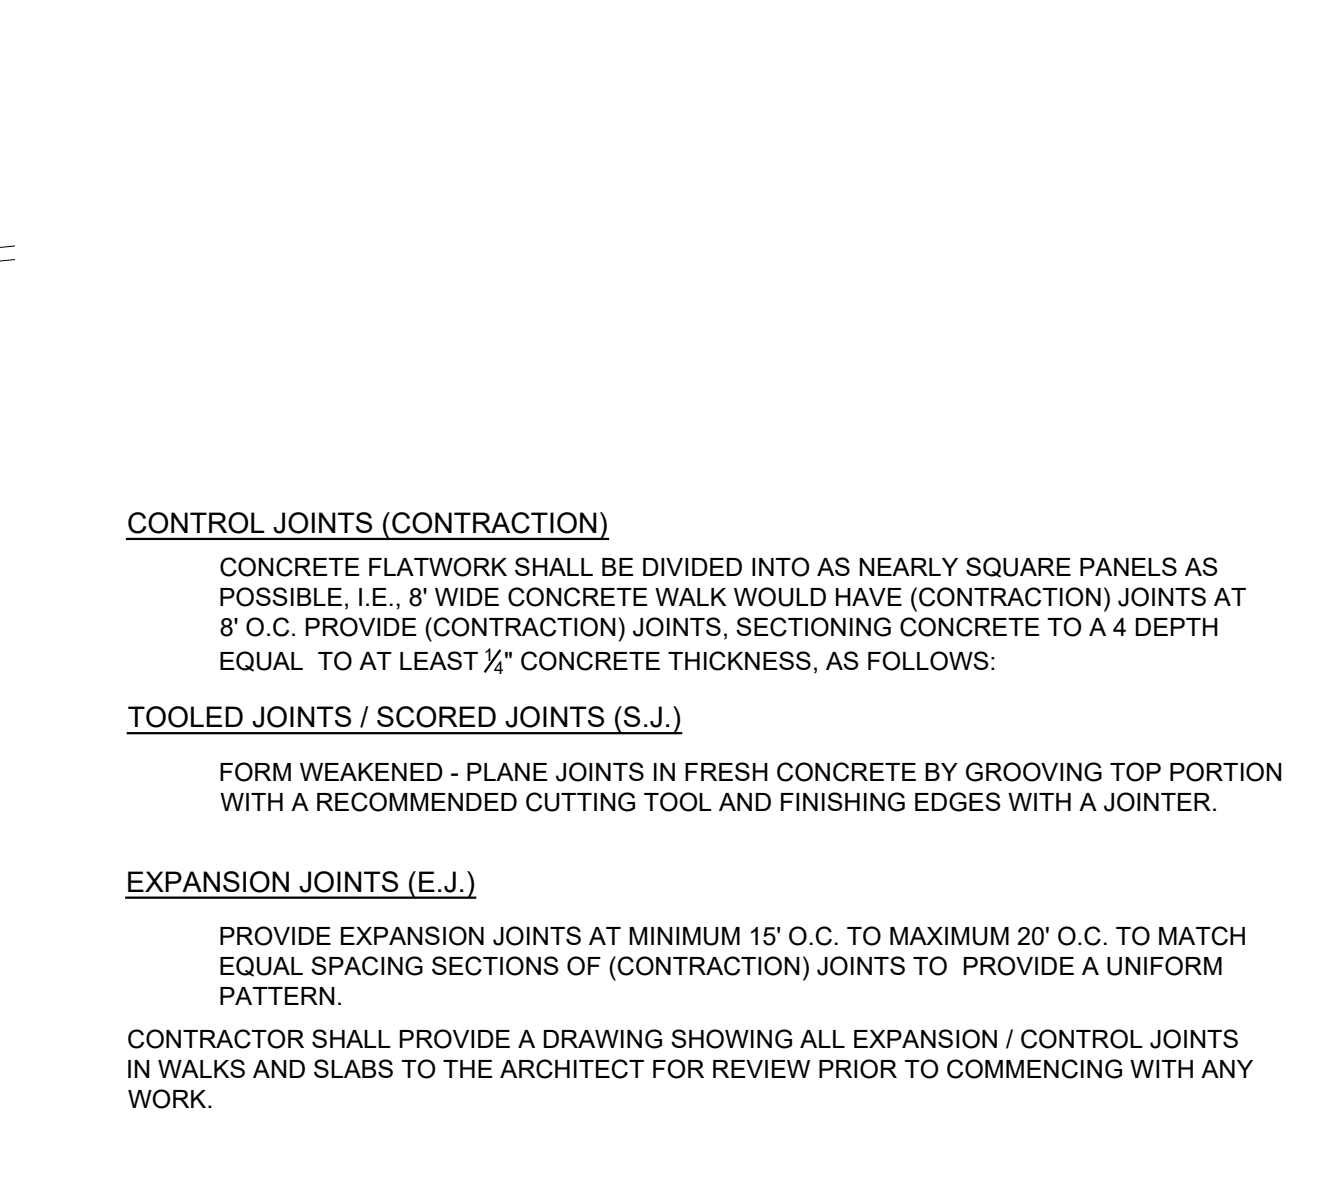 CONTROL JOINTS (CONTRACTION)
CONCRETE FLATWORK SHALL BE DIVIDED INTO AS NEARLY SQUARE PANELS AS
POSSIBLE, I.E., 8' WIDE CONCRETE WALK WOULD HAVE (CONTRACTION) JOINTS AT
8' O.C. PROVIDE (CONTRACTION) JOINTS, SECTIONING CONCRETE TO A 4 DEPTH
EQUAL  TO AT LEAST ¼" CONCRETE THICKNESS, AS FOLLOWS:
TOOLED JOINTS / SCORED JOINTS (S.J.)
FORM WEAKENED - PLANE JOINTS IN FRESH CONCRETE BY GROOVING TOP PORTION
WITH A RECOMMENDED CUTTING TOOL AND FINISHING EDGES WITH A JOINTER.
EXPANSION JOINTS (E.J.)
PROVIDE EXPANSION JOINTS AT MINIMUM 15' O.C. TO MAXIMUM 20' O.C. TO MATCH
EQUAL SPACING SECTIONS OF (CONTRACTION) JOINTS TO  PROVIDE A UNIFORM
PATTERN.
CONTRACTOR SHALL PROVIDE A DRAWING SHOWING ALL EXPANSION / CONTROL JOINTS
IN WALKS AND SLABS TO THE ARCHITECT FOR REVIEW PRIOR TO COMMENCING WITH ANY
WORK.